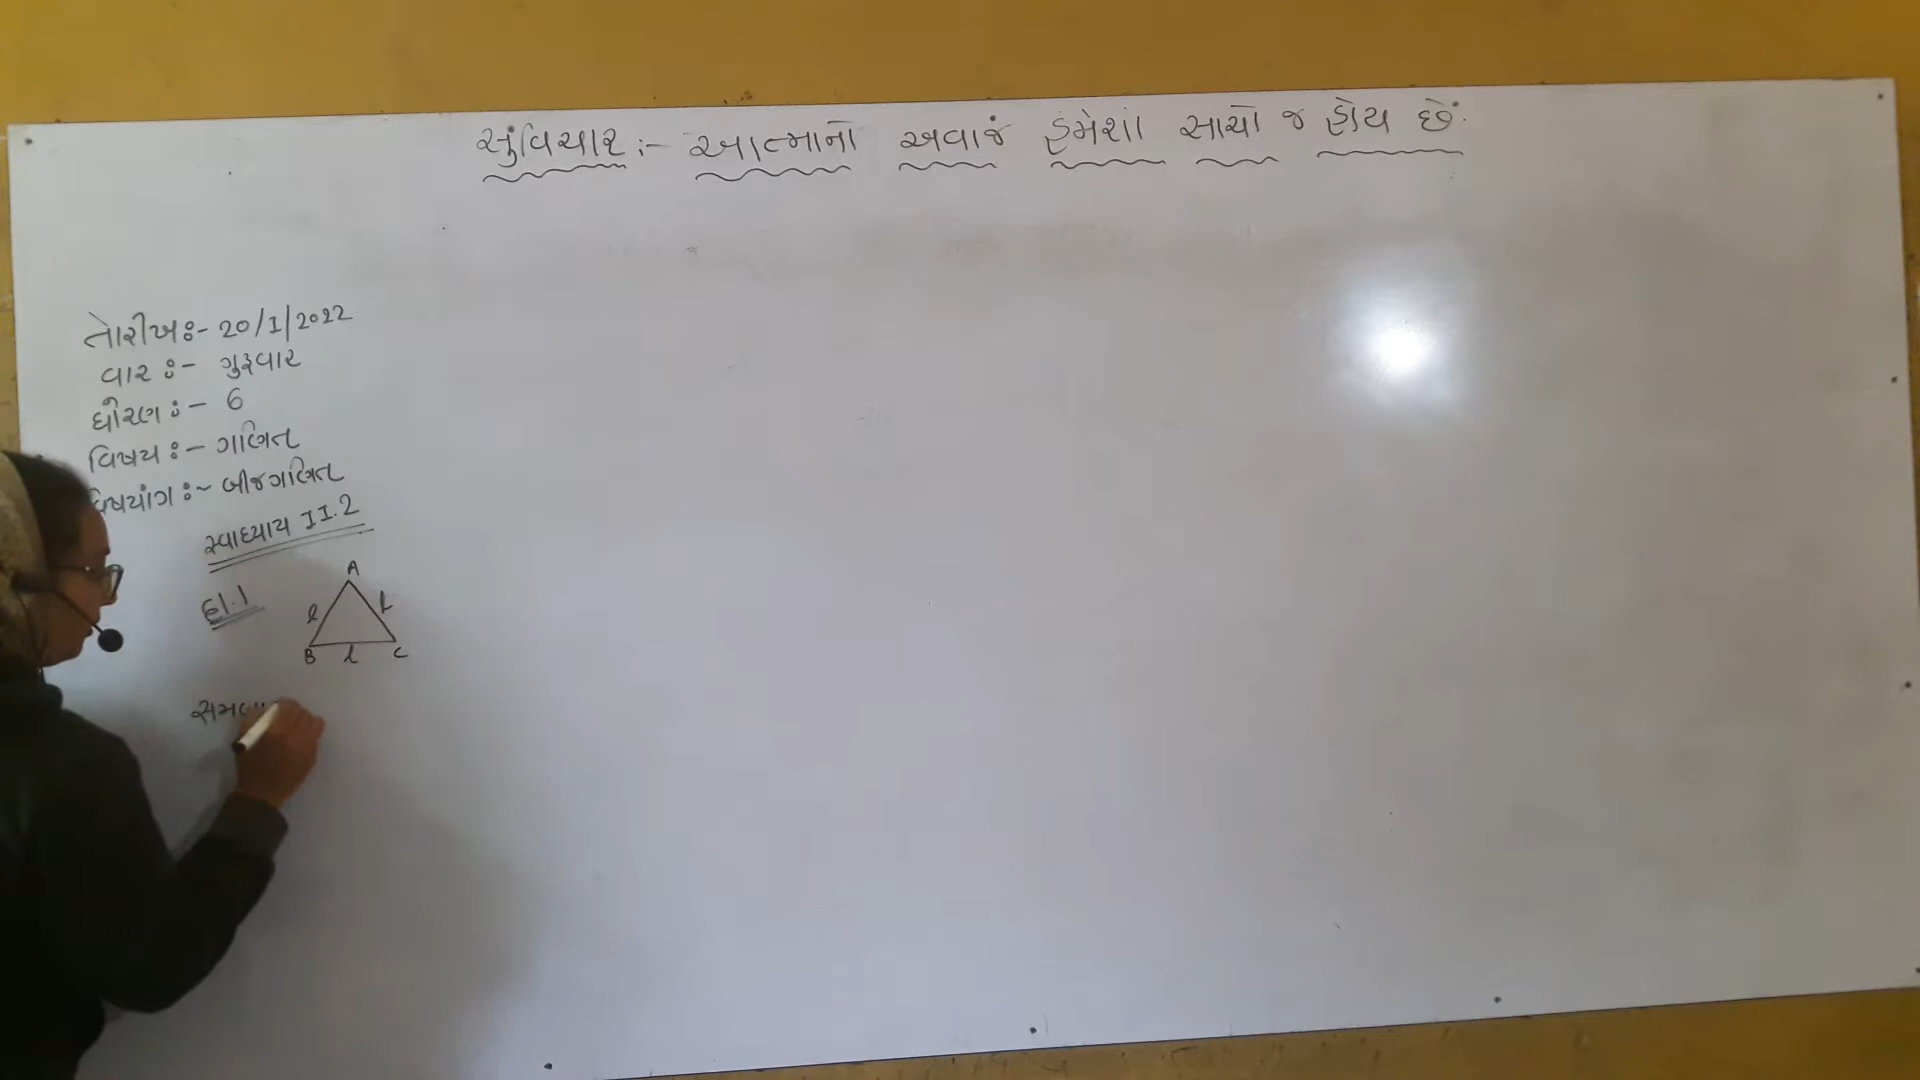 સુંવિચાર :- આત્માનો અવાજ હંમેશાં સાચો જ હોય છે.
તારીખ :- 20/1/2022
વાર :- ગુરૂવાર
ધોરણ :- 6
વિષય :- ગણિત
વિષયાંગ :- બીજગણિત
સ્વાધ્યાય 11.2
દા.1
A
l l
B l C